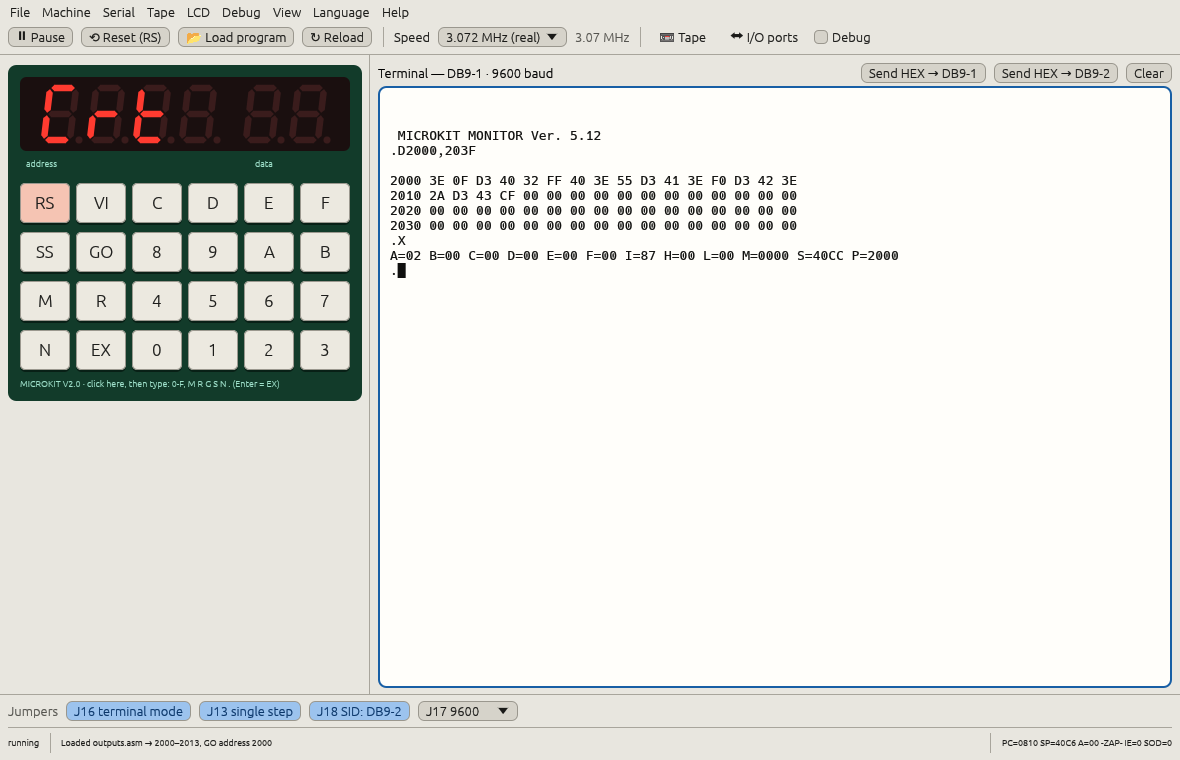 File Machine Serial Tape LCD Debug View Language Help
Pause Reset (RS) Load program Reload Speed 3.072 MHz (real) 3.07 MHz Tape I/O ports Debug
Crt
address data
RS VI C D E F
SS GO 8 9 A B
M R 4 5 6 7
N EX 0 1 2 3
MICROKIT V2.0 · click here, then type: 0-F, M R G S N . (Enter = EX)
Terminal — DB9-1 · 9600 baud Send HEX → DB9-1 Send HEX → DB9-2 Clear
MICROKIT MONITOR Ver. 5.12
.D2000,203F
2000 3E 0F D3 40 32 FF 40 3E 55 D3 41 3E F0 D3 42 3E
2010 2A D3 43 CF 00 00 00 00 00 00 00 00 00 00 00 00
2020 00 00 00 00 00 00 00 00 00 00 00 00 00 00 00 00
2030 00 00 00 00 00 00 00 00 00 00 00 00 00 00 00 00
.X
A=02 B=00 C=00 D=00 E=00 F=00 I=87 H=00 L=00 M=0000 S=40CC P=2000
.
Jumpers J16 terminal mode J13 single step J18 SID: DB9-2 J17 9600
running Loaded outputs.asm → 2000–2013, GO address 2000 PC=0810 SP=40C6 A=00 -ZAP- IE=0 SOD=0